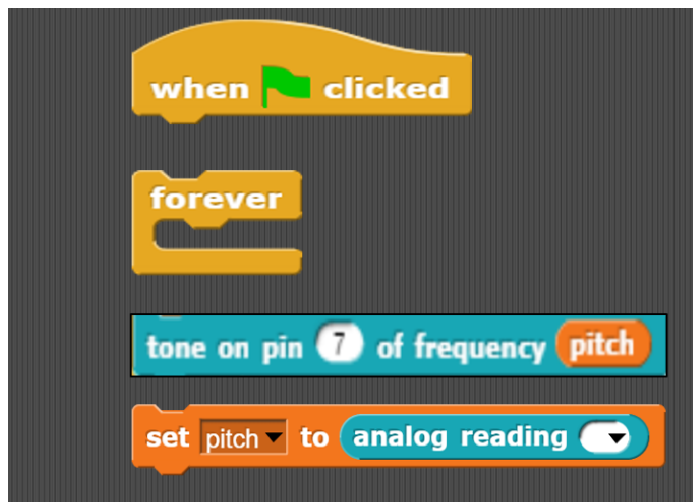 when clicked
forever
tone on pin 7 of frequency pitch
set pitch to analog reading